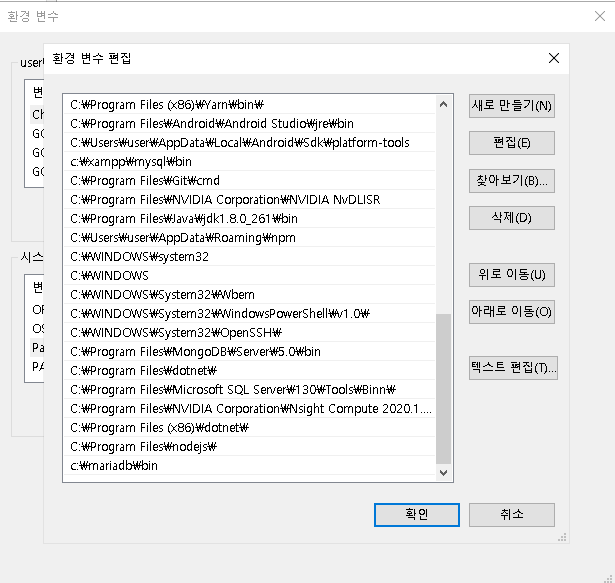 환경 변수
환경 변수 편집
user
변
Ch
GC
GC
GC
시스
변
OF
OS
Pa
PA
C:₩Program Files (x86)₩Yarn₩bin₩
C:₩Program Files₩Android₩Android Studio₩jre₩bin
C:₩Users₩user₩AppData₩Local₩Android₩Sdk₩platform-tools
c:₩xampp₩mysql₩bin
C:₩Program Files₩Git₩cmd
C:₩Program Files₩NVIDIA Corporation₩NVIDIA NvDLISR
C:₩Program Files₩Java₩jdk1.8.0_261₩bin
C:₩Users₩user₩AppData₩Roaming₩npm
C:₩WINDOWS₩system32
C:₩WINDOWS
C:₩WINDOWS₩System32₩Wbem
C:₩WINDOWS₩System32₩WindowsPowerShell₩v1.0₩
C:₩WINDOWS₩System32₩OpenSSH₩
C:₩Program Files₩MongoDB₩Server₩5.0₩bin
C:₩Program Files₩dotnet₩
C:₩Program Files₩Microsoft SQL Server₩130₩Tools₩Binn₩
C:₩Program Files₩NVIDIA Corporation₩Nsight Compute 2020.1....
C:₩Program Files (x86)₩dotnet₩
C:₩Program Files₩nodejs₩
c:₩mariadb₩bin
새로 만들기(N)
편집(E)
찾아보기(B)...
삭제(D)
위로 이동(U)
아래로 이동(O)
텍스트 편집(T)...
확인
취소